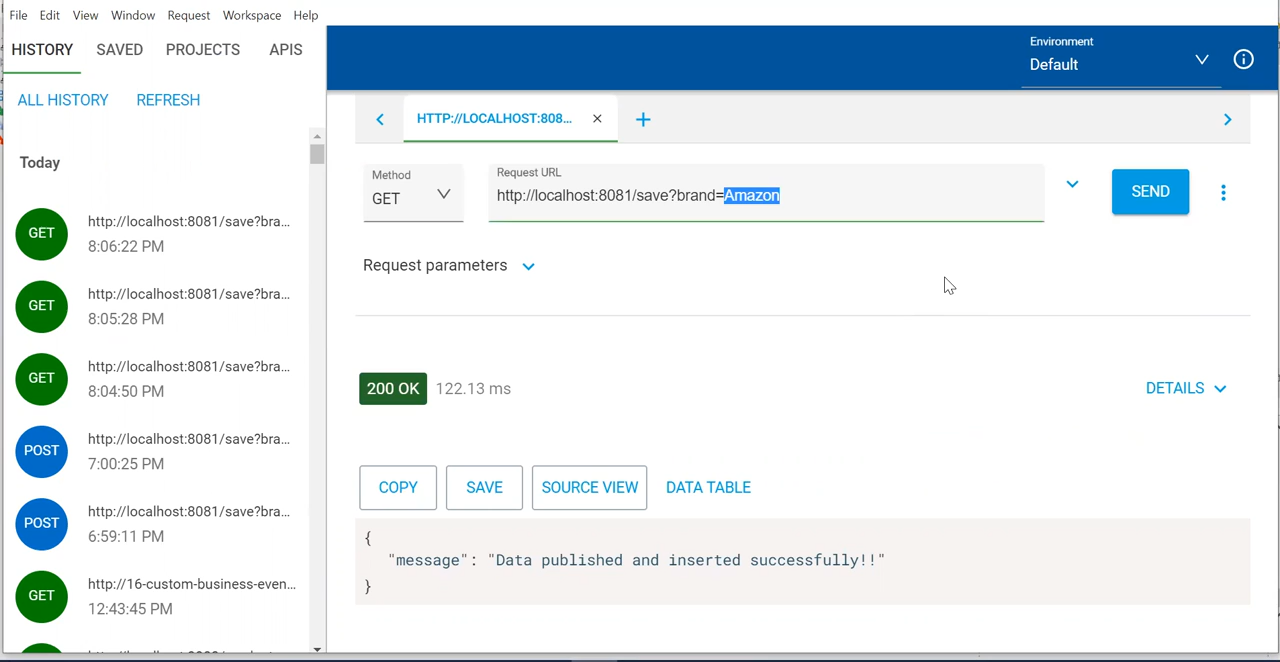 File Edit View Window Request Workspace Help
HISTORY SAVED PROJECTS APIS
Environment
Default
ALL HISTORY REFRESH
HTTP://LOCALHOST:808...
Today
Method
GET
Request URL
http://localhost:8081/save?brand=Amazon
SEND
GET
http://localhost:8081/save?bra...
8:06:22 PM
Request parameters
GET
http://localhost:8081/save?bra...
8:05:28 PM
GET
http://localhost:8081/save?bra...
8:04:50 PM
200 OK 122.13 ms
DETAILS
POST
http://localhost:8081/save?bra...
7:00:25 PM
COPY SAVE SOURCE VIEW DATA TABLE
POST
http://localhost:8081/save?bra...
6:59:11 PM
{
"message": "Data published and inserted successfully!!"
}
GET
http://16-custom-business-even...
12:43:45 PM